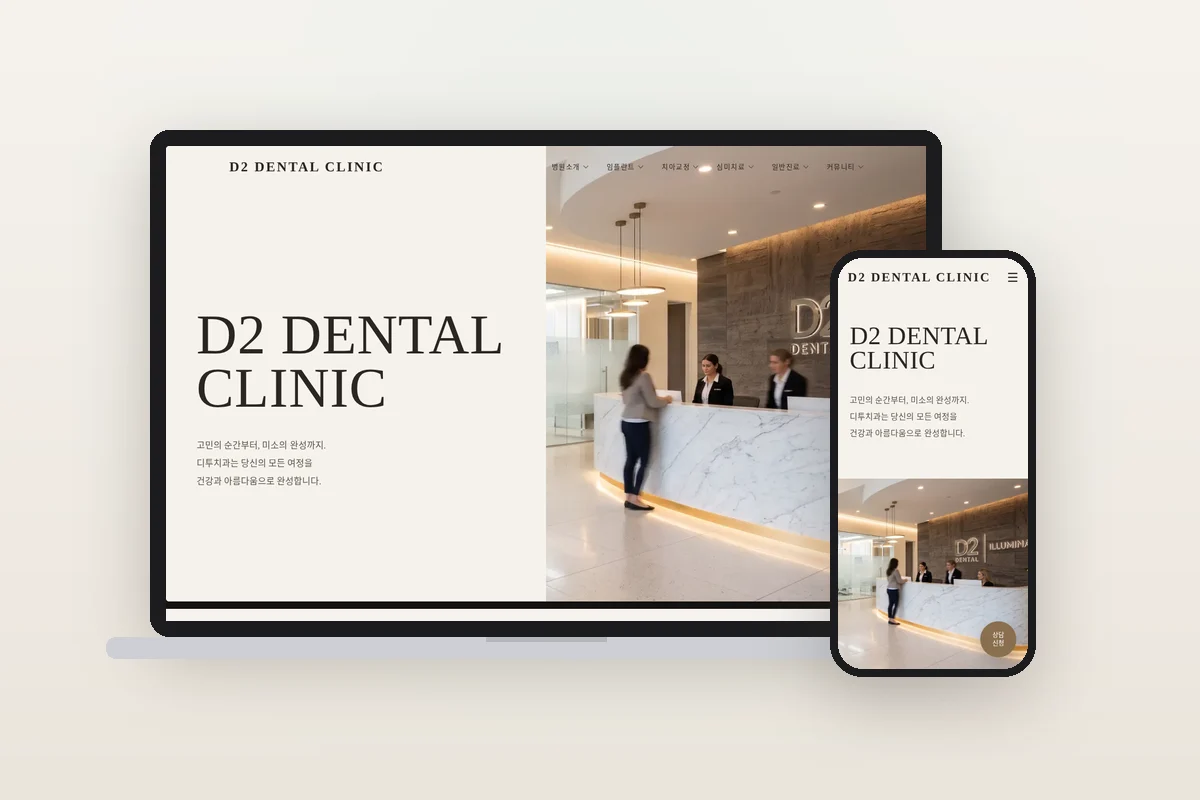 D2 DENTAL CLINIC
병원소개 임플란트 치아교정 심미치료 일반진료 커뮤니티
D2 DENTAL
CLINIC
고민의 순간부터, 미소의 완성까지.
디투치과는 당신의 모든 여정을
건강과 아름다움으로 완성합니다.
D2
DENT
D2 DENTAL CLINIC
D2 DENTAL
CLINIC
고민의 순간부터, 미소의 완성까지.
디투치과는 당신의 모든 여정을
건강과 아름다움으로 완성합니다.
D2
DENTAL
ILLUMINA
상담
신청